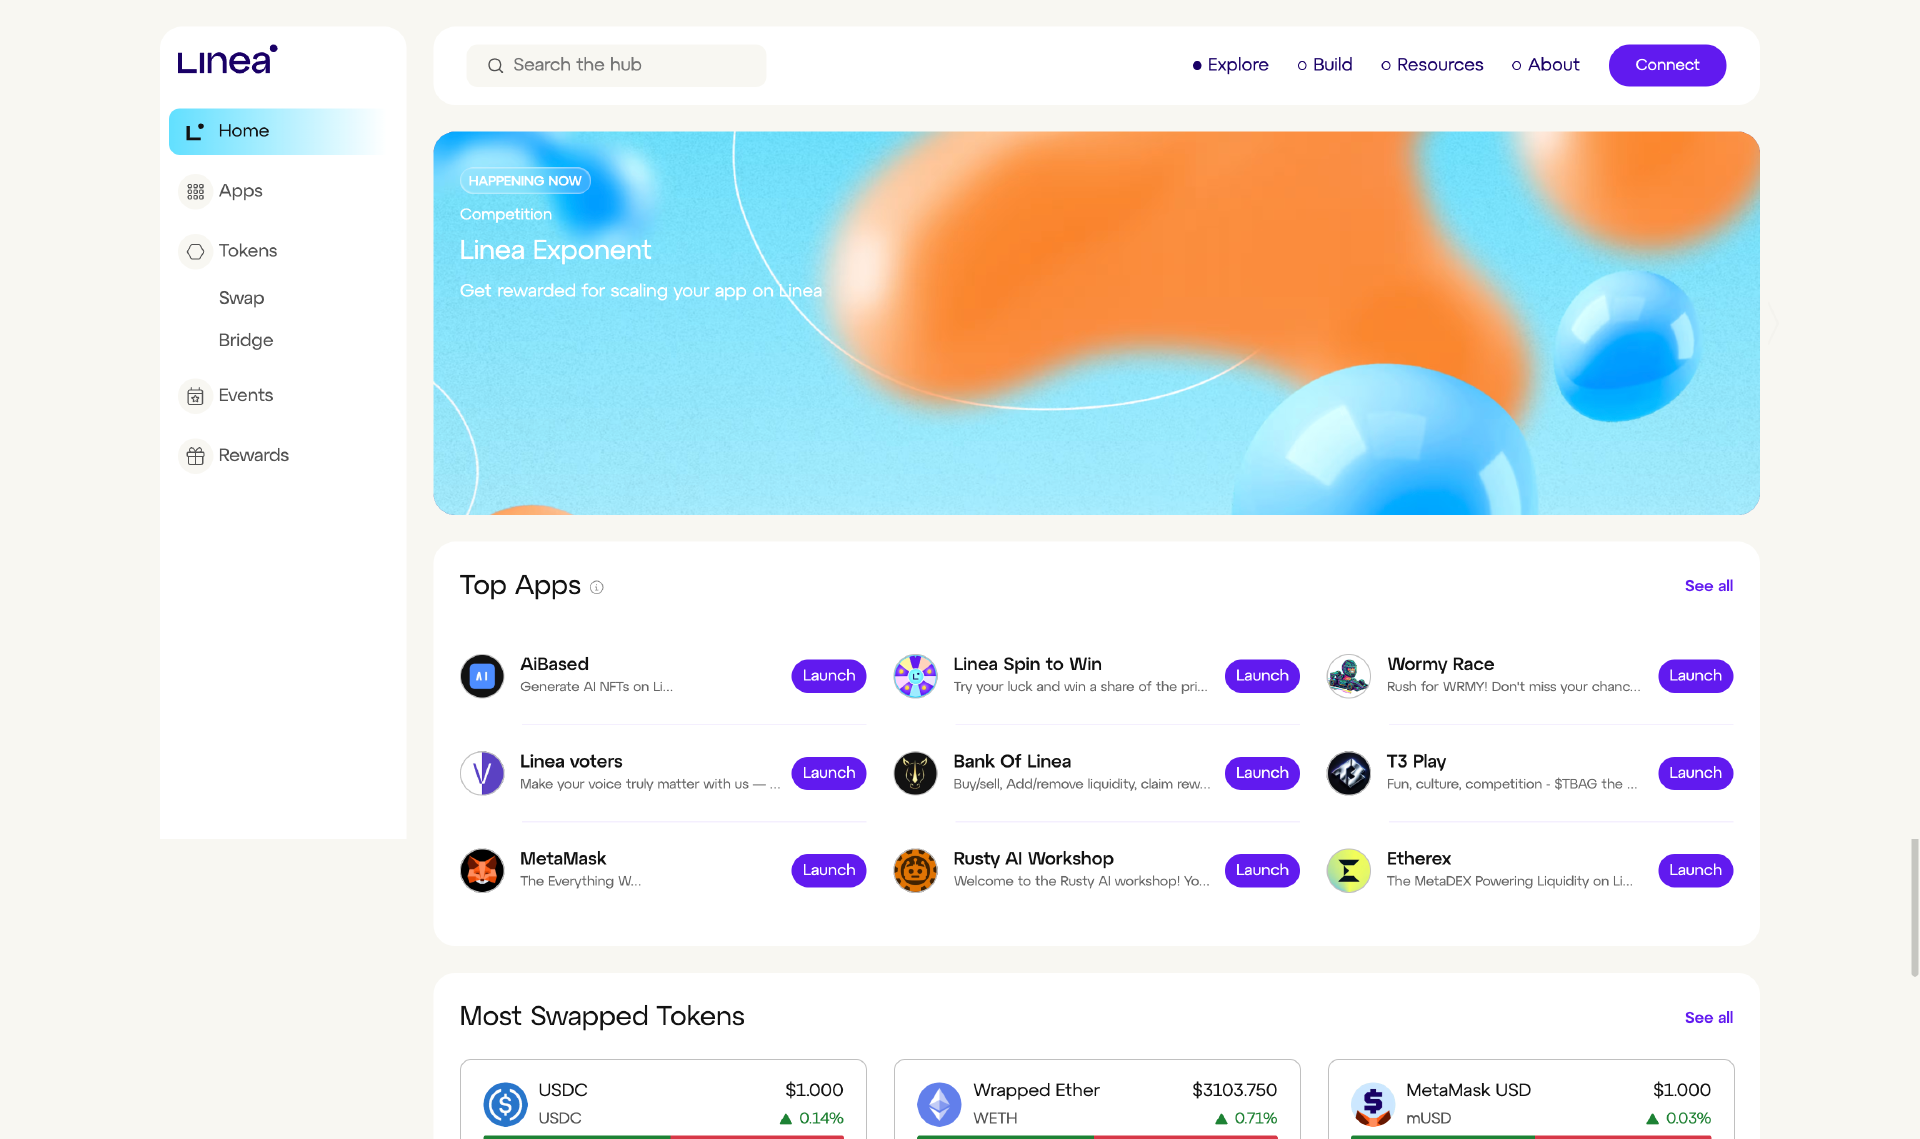 Linea
Home
Apps
Tokens
Swap
Bridge
Events
Rewards
Search the hub
Explore
Build
Resources
About
Connect
HAPPENING NOW
Competition
Linea Exponent
Get rewarded for scaling your app on Linea
Top Apps
See all
AiBased
Generate AI NFTs on Li...
Launch
Linea Spin to Win
Try your luck and win a share of the pri...
Launch
Wormy Race
Rush for WRMY! Don't miss your chanc...
Launch
Linea voters
Make your voice truly matter with us — ...
Launch
Bank Of Linea
Buy/sell, Add/remove liquidity, claim rew...
Launch
T3 Play
Fun, culture, competition - $TBAG the ...
Launch
MetaMask
The Everything W...
Launch
Rusty AI Workshop
Welcome to the Rusty AI workshop! Yo...
Launch
Etherex
The MetaDEX Powering Liquidity on Li...
Launch
Most Swapped Tokens
See all
USDC
$1.000
USDC
▲ 0.14%
Wrapped Ether
$3103.750
WETH
▲ 0.71%
MetaMask USD
$1.000
mUSD
▲ 0.03%